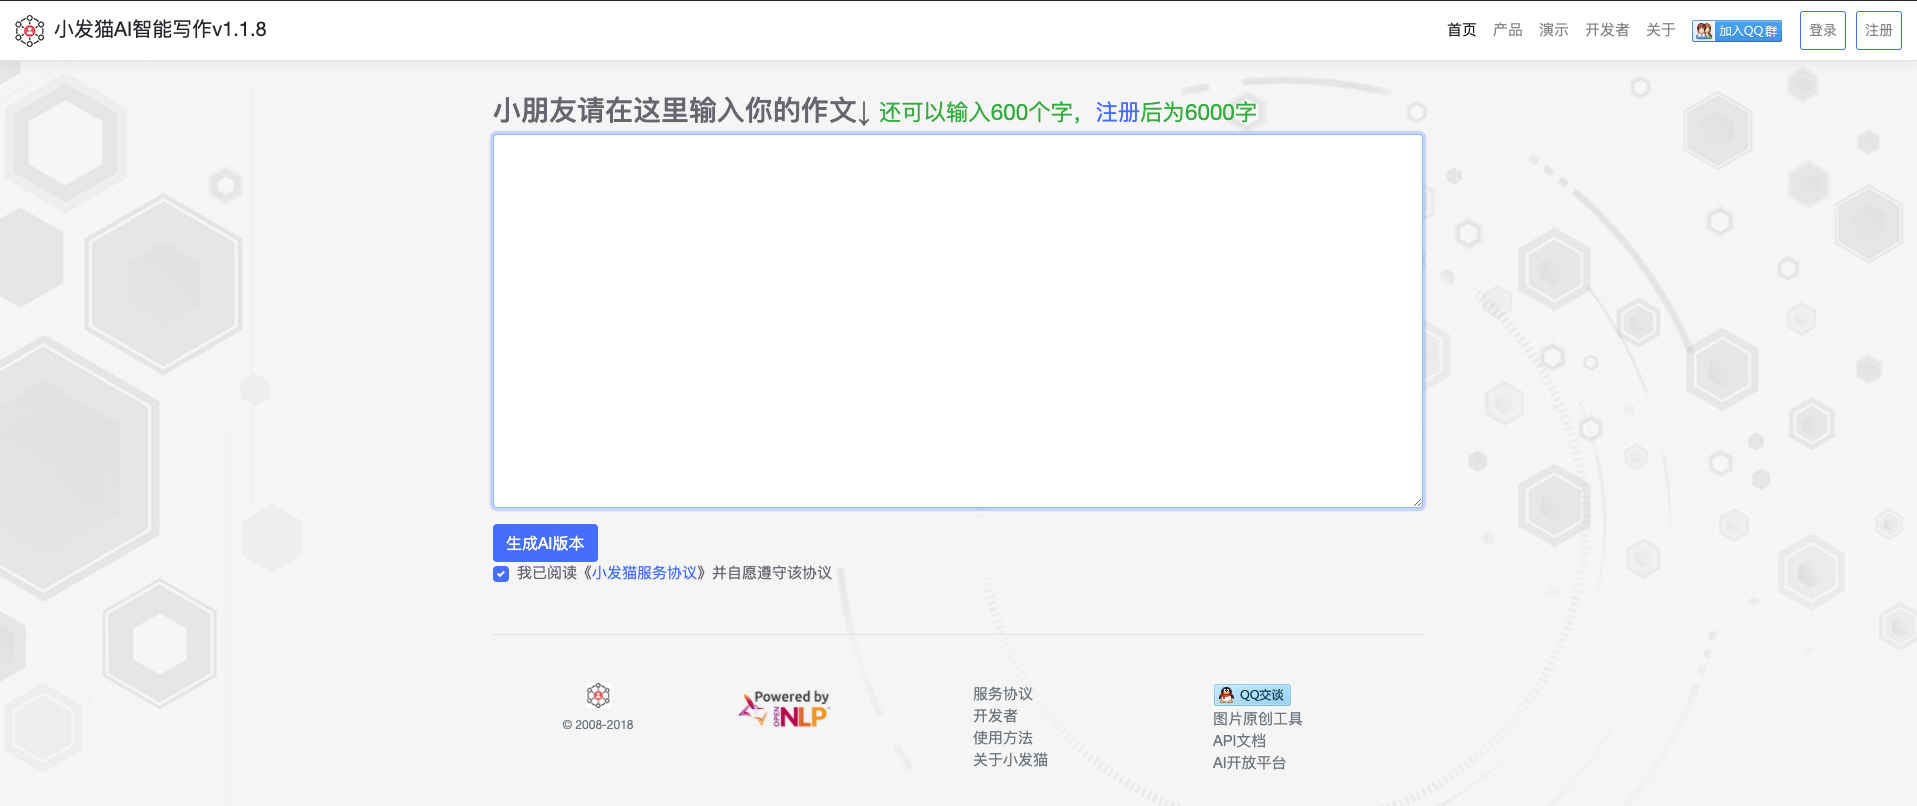 小发猫AI智能写作v1.1.8
首页 产品 演示 开发者 关于 加入QQ群 登录 注册
小朋友请在这里输入你的作文↓ 还可以输入600个字，注册后为6000字
生成AI版本
我已阅读《小发猫服务协议》并自愿遵守该协议
© 2008-2018
Powered by
OPEN NLP
服务协议
开发者
使用方法
关于小发猫
QQ交谈
图片原创工具
API文档
AI开放平台